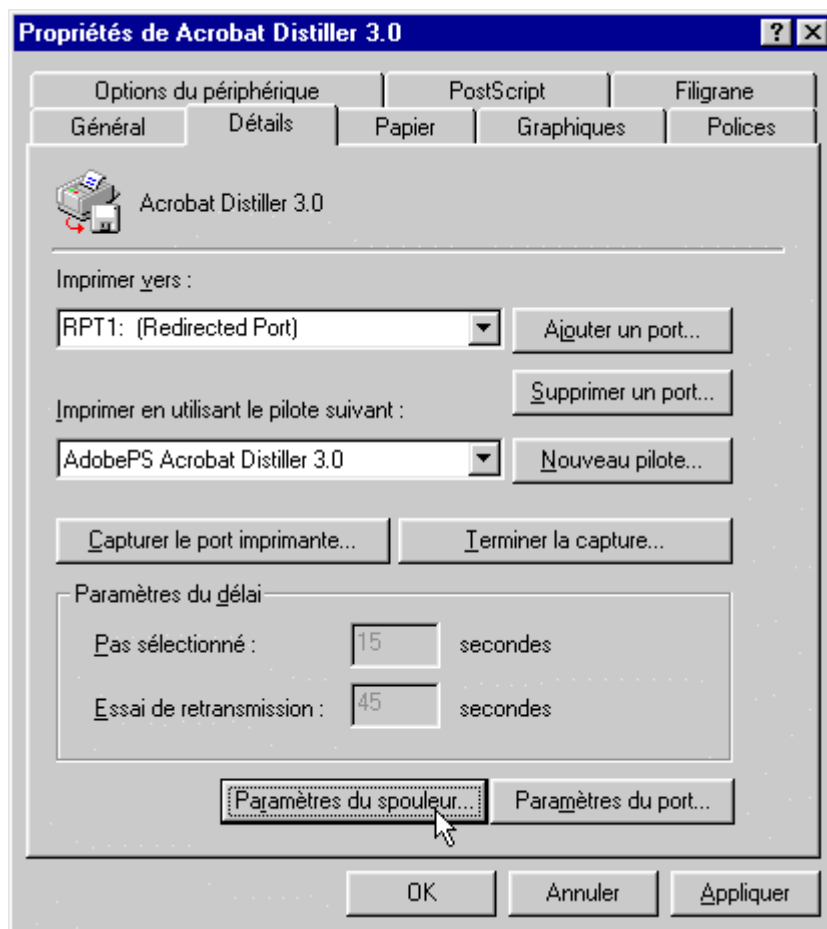 Propriétés de Acrobat Distiller 3.0
Options du périphérique PostScript Filigrane
Général Détails Papier Graphiques Polices
Acrobat Distiller 3.0
Imprimer vers :
RPT1: (Redirected Port) Ajouter un port...
Supprimer un port...
Imprimer en utilisant le pilote suivant :
AdobePS Acrobat Distiller 3.0 Nouveau pilote...
Capturer le port imprimante... Terminer la capture...
Paramètres du délai
Pas sélectionné : 15 secondes
Essai de retransmission : 45 secondes
Paramètres du spouleur... Paramètres du port...
OK Annuler Appliquer